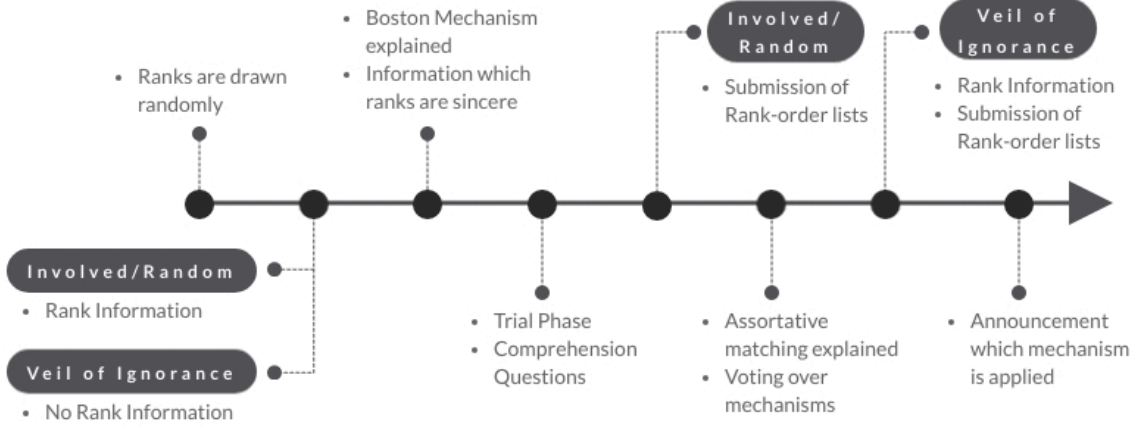 • Ranks are drawn
randomly
• Boston Mechanism
explained
• Information which
ranks are sincere
Involved/
Random
• Submission of
Rank-order lists
Veil of
Ignorance
• Rank Information
• Submission of
Rank-order lists
Involved/Random
• Rank Information
Veil of Ignorance
• No Rank Information
• Trial Phase
• Comprehension
Questions
• Assortative
matching explained
• Voting over
mechanisms
• Announcement
which mechanism
is applied